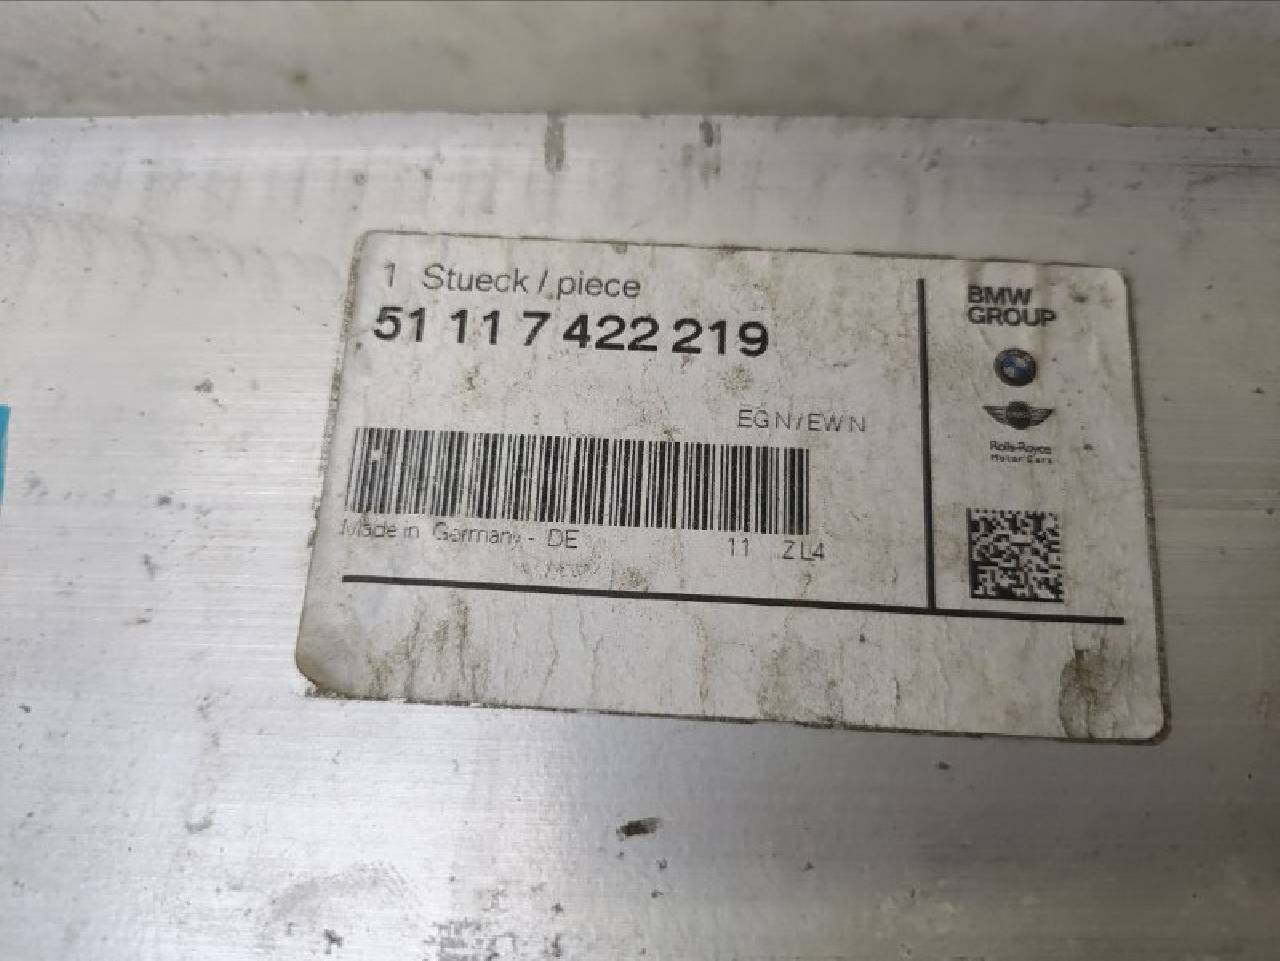 1 Stueck / piece
51 11 7 422 219
EGN/EWN
Made in Germany - DE 11 ZL4
BMW
GROUP
Rolls-Royce
Motor Cars